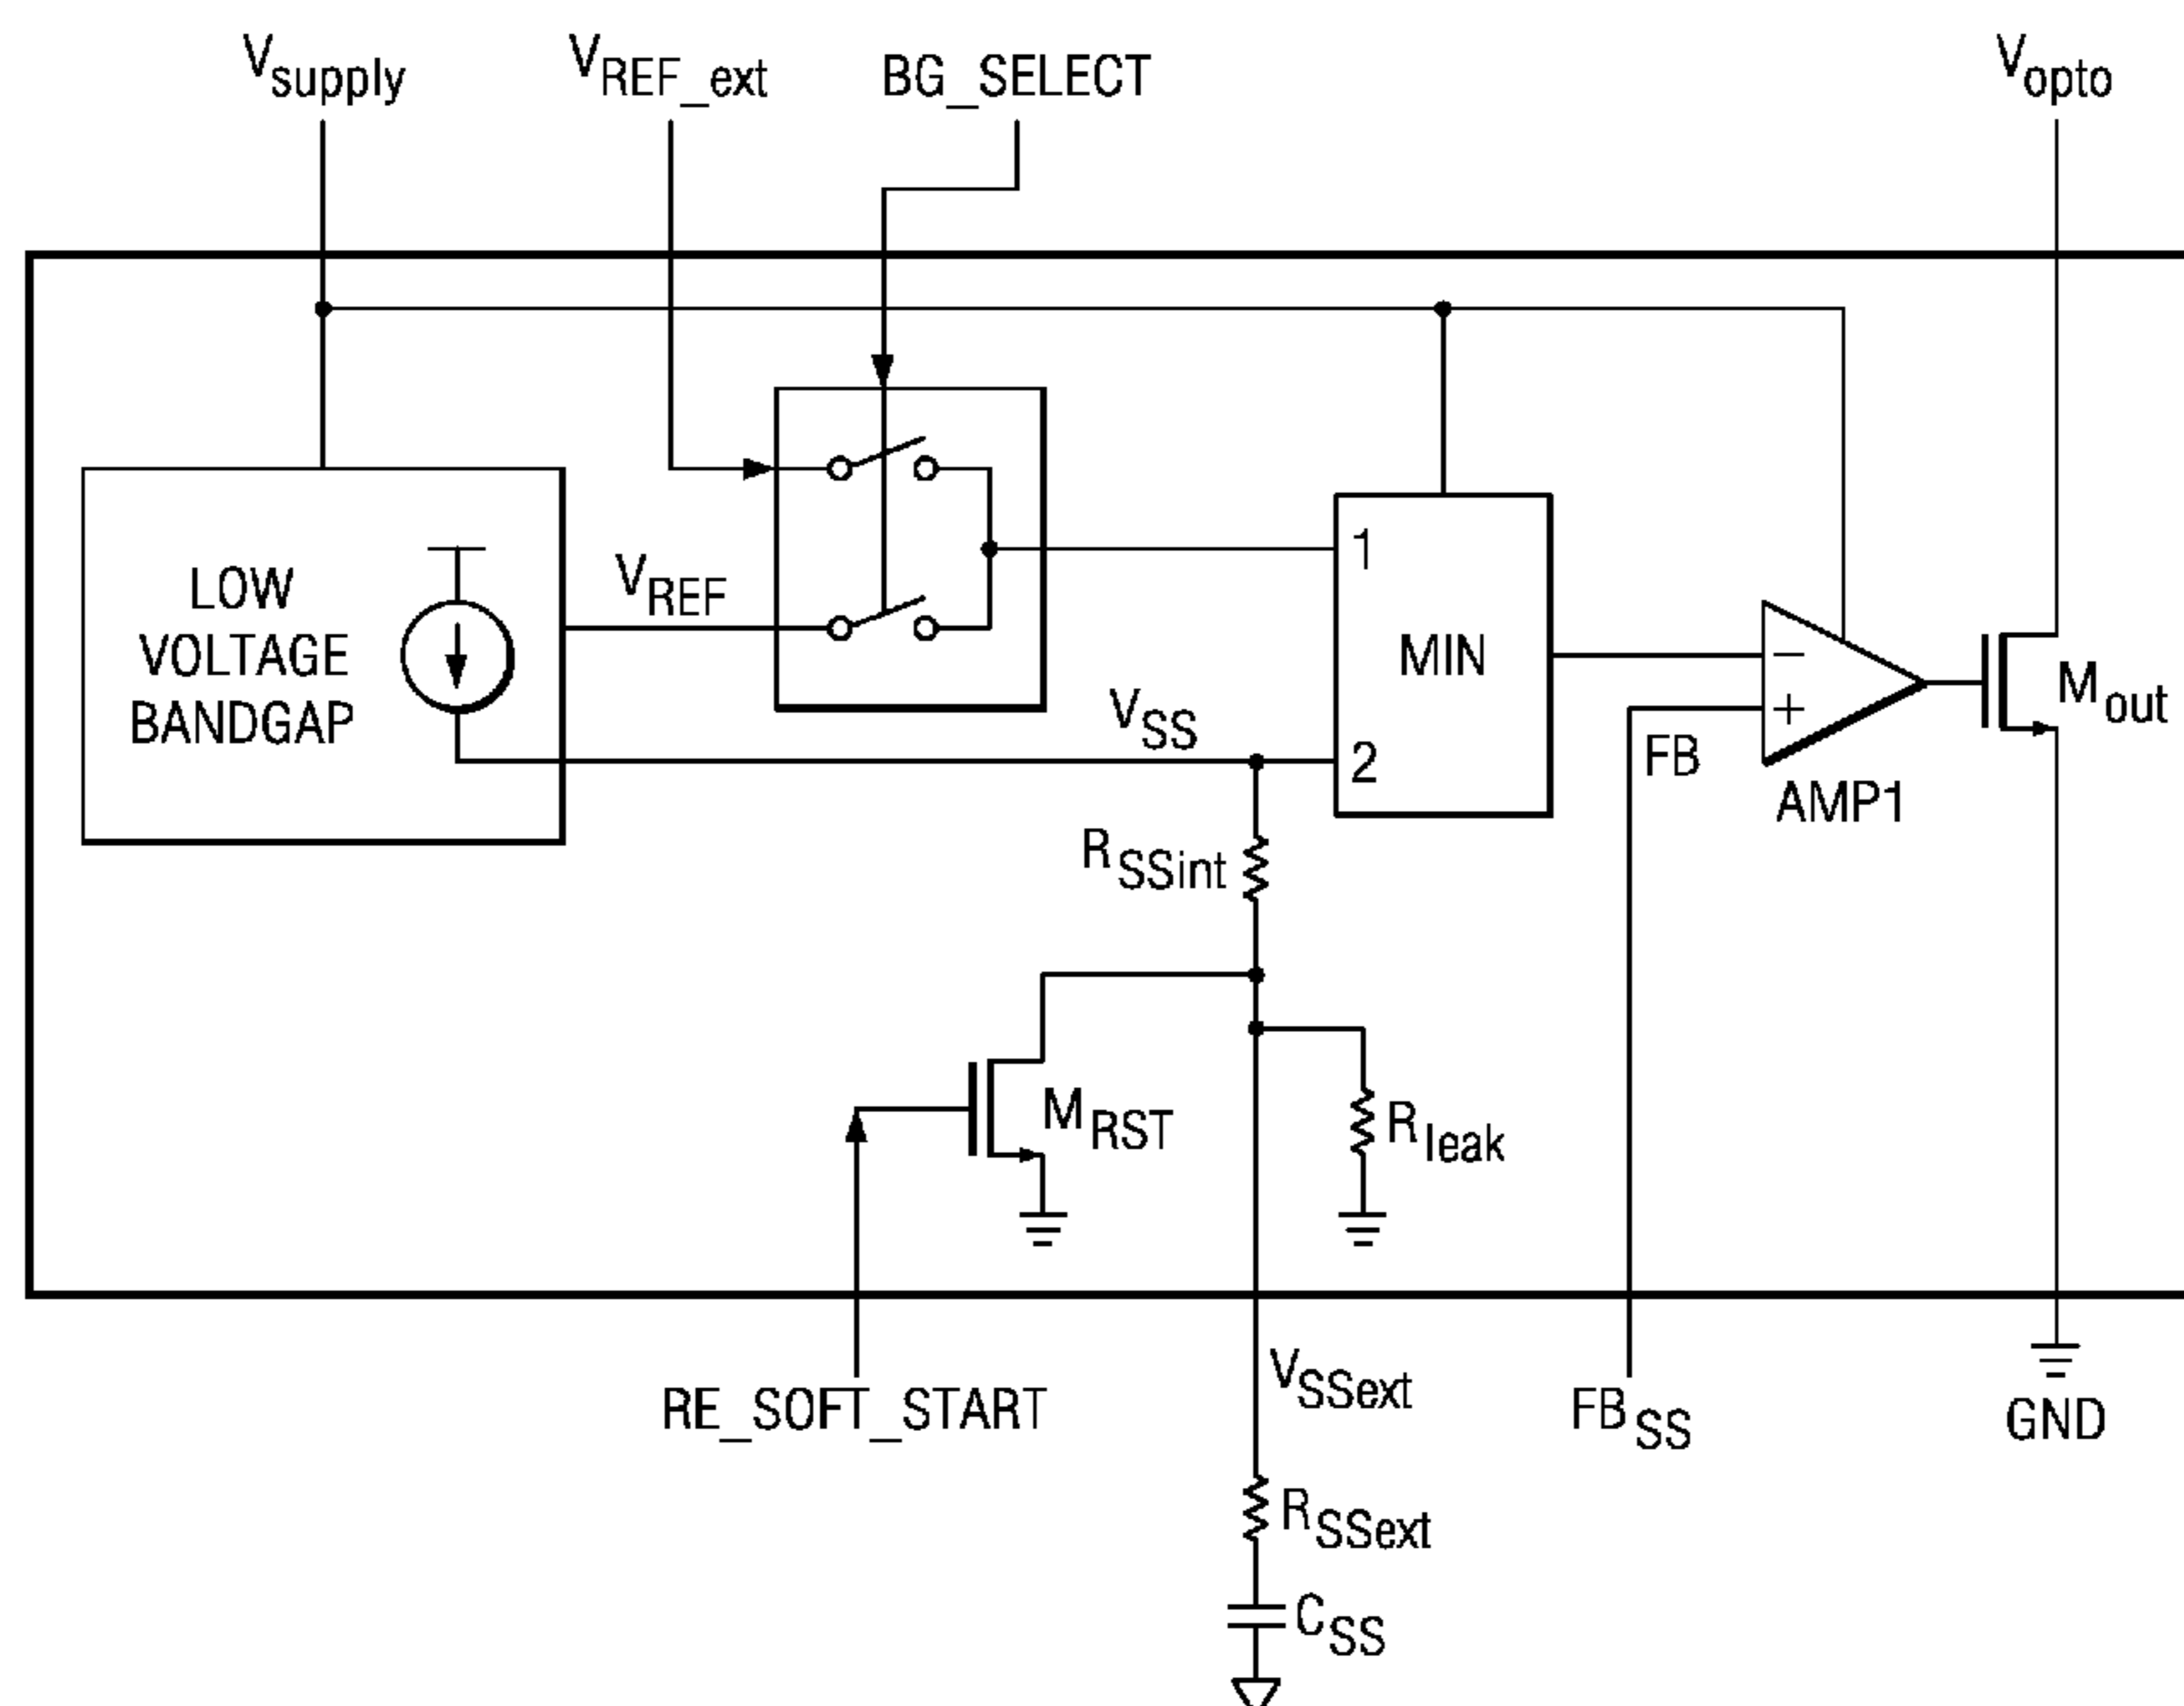 Vsupply
VREF_ext
BG_SELECT
Vopto
LOW
VOLTAGE
BANDGAP
VREF
VSS
1
MIN
2
−
+
FB
AMP1
Mout
RSSint
MRST
Rleak
RE_SOFT_START
VSSext
FBSS
GND
RSSext
CSS